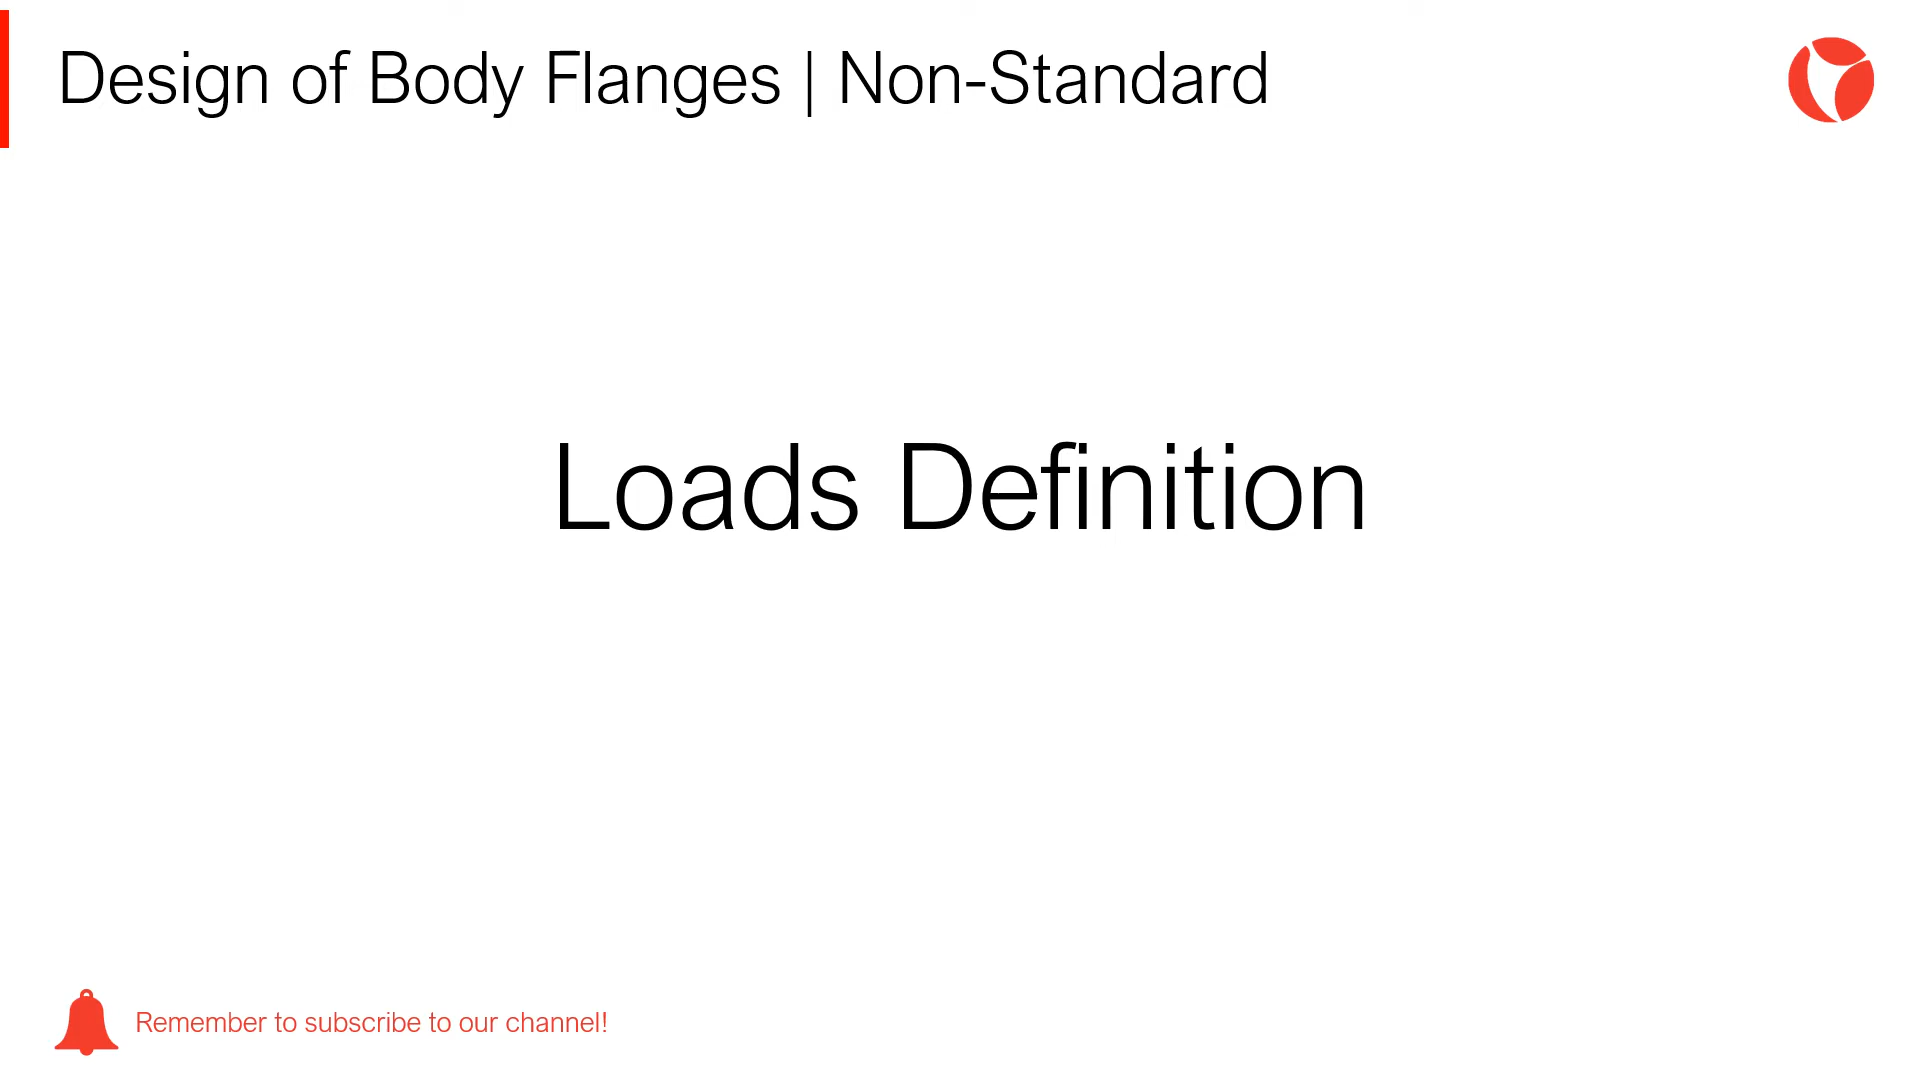 Design of Body Flanges | Non-Standard
Loads Definition
Remember to subscribe to our channel!